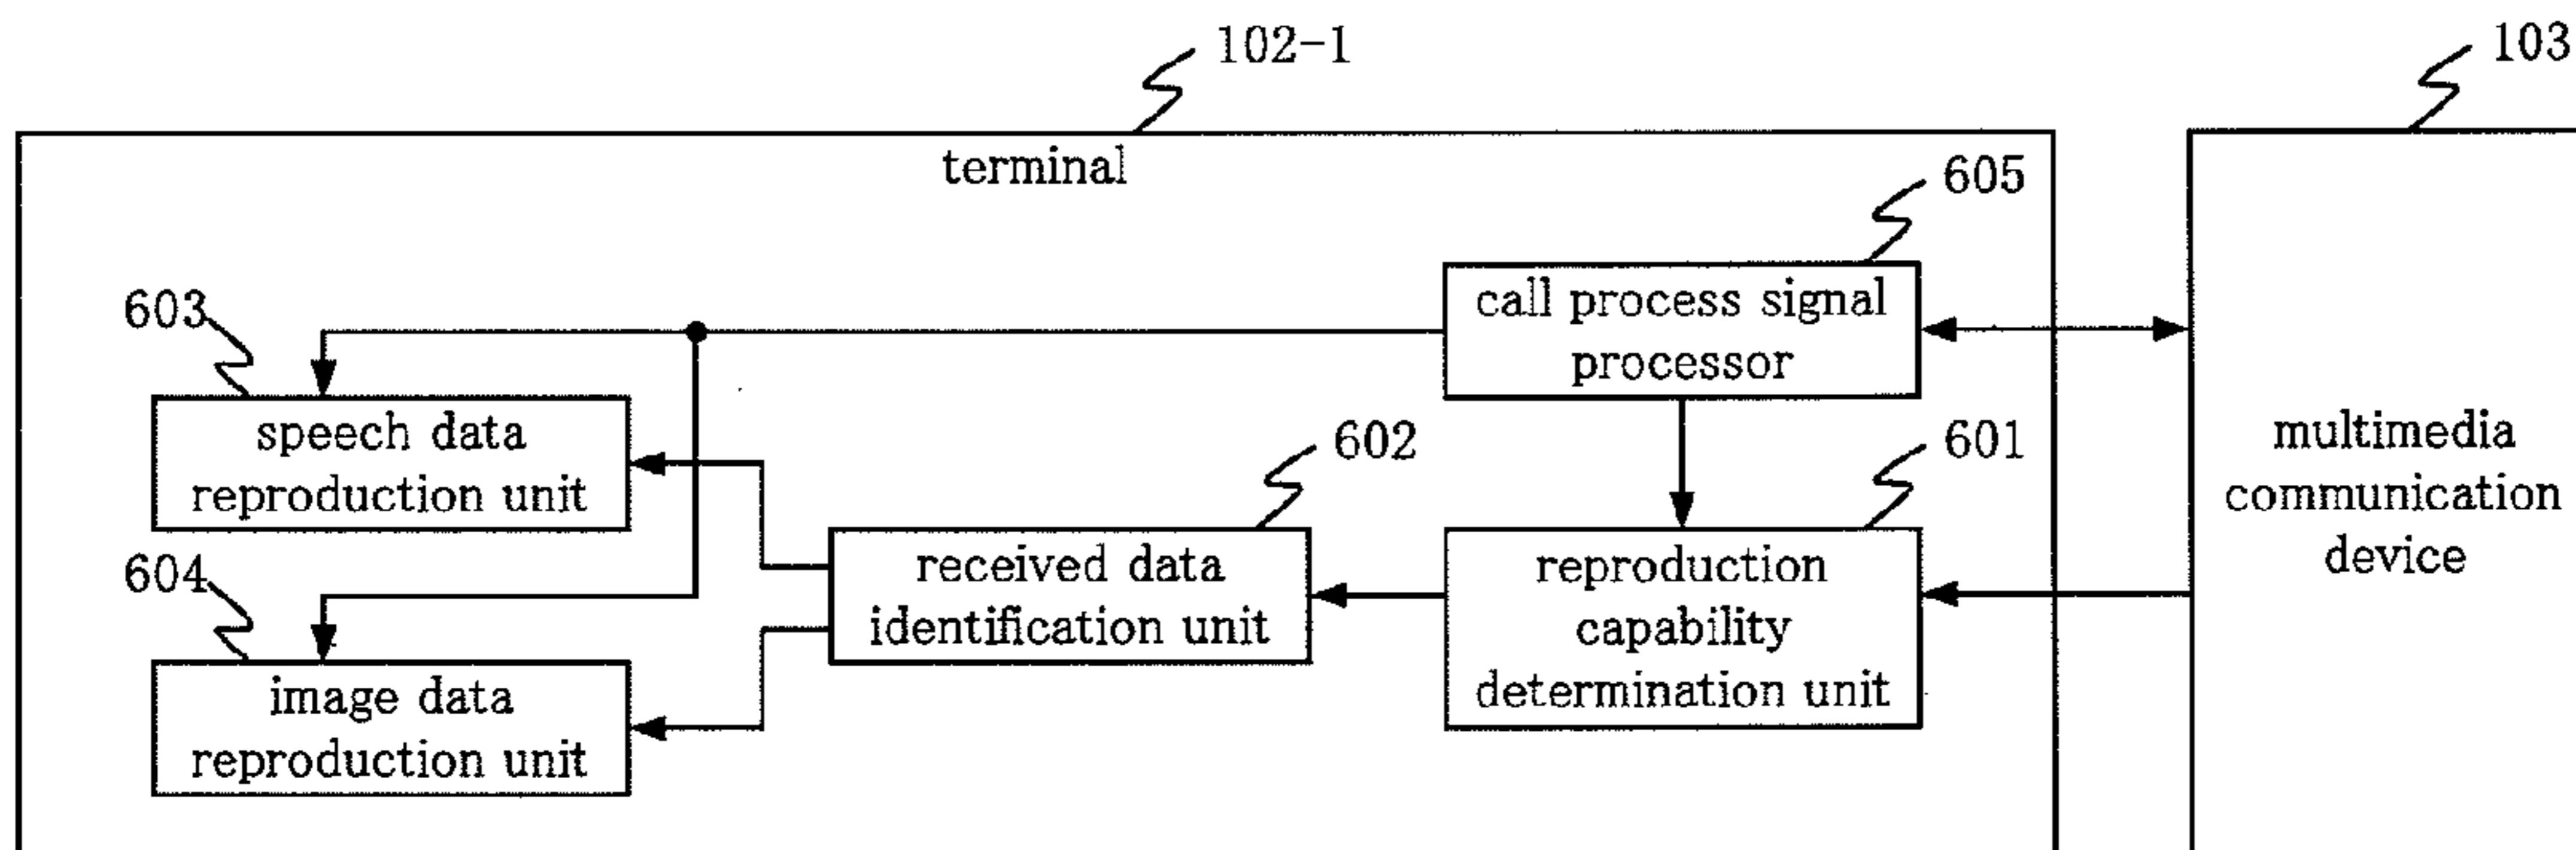 102-1
103
terminal
605
call process signal
processor
603
speech data
reproduction unit
602
601
multimedia
communication
device
received data
identification unit
reproduction
capability
determination unit
604
image data
reproduction unit